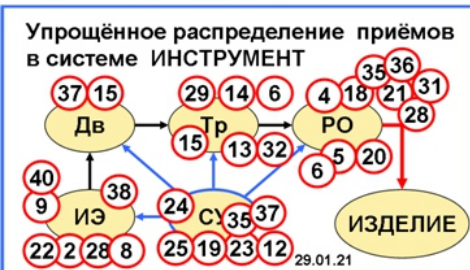 Упрощённое распределение приёмов
в системе ИНСТРУМЕНТ
37 15
29 14 6
4 18 35 36 21 31 28
Дв
Тр
РО
15 13 32
6 5 20
40 9
38
ИЭ
24
СУ
35 37
ИЗДЕЛИЕ
22 2 28 8
25 19 23 12
29.01.21